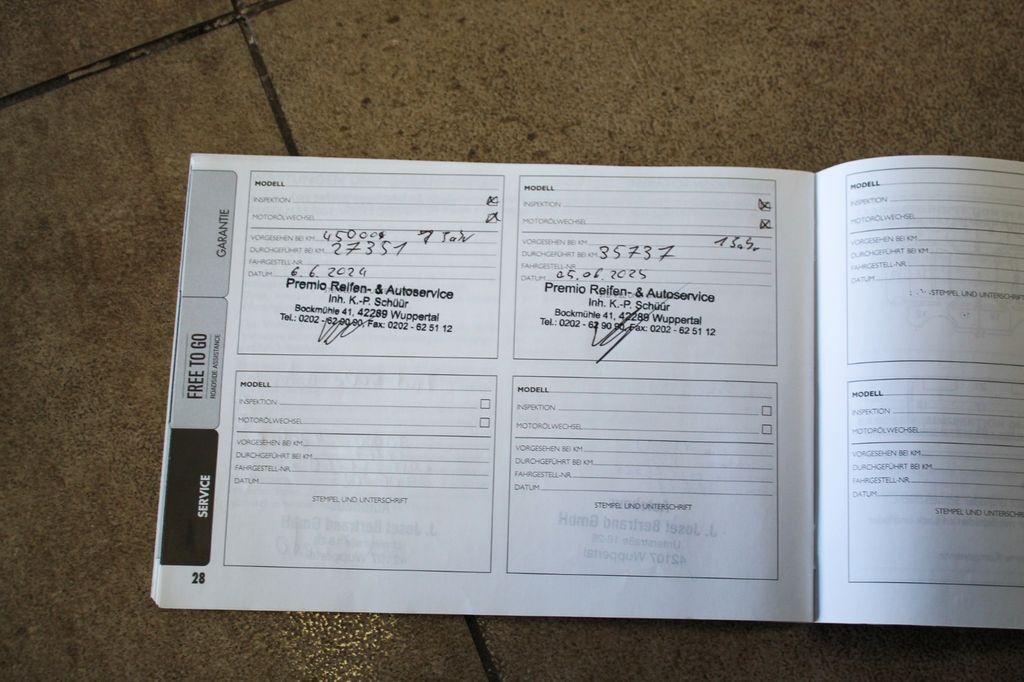 GARANTIE
FREE TO GO
ROADSIDE ASSISTANCE
SERVICE
28
MODELL
INSPEKTION
MOTORÖLWECHSEL
VORGESEHEN BEI KM 45000 1 Jahr
DURCHGEFÜHRT BEI KM 27351
FAHRGESTELL-NR.
DATUM 6.6.2024
Premio Reifen- & Autoservice
Inh. K.-P. Schüür
Bockmühle 41, 42289 Wuppertal
Tel.: 0202 - 62 90 90, Fax: 0202 - 62 51 12
MODELL
INSPEKTION
MOTORÖLWECHSEL
VORGESEHEN BEI KM 1 Jahr
DURCHGEFÜHRT BEI KM 35737
FAHRGESTELL-NR.
DATUM 05.06.2025
Premio Reifen- & Autoservice
Inh. K.-P. Schüür
Bockmühle 41, 42289 Wuppertal
Tel.: 0202 - 62 90 90, Fax: 0202 - 62 51 12
MODELL
INSPEKTION
MOTORÖLWECHSEL
VORGESEHEN BEI KM
DURCHGEFÜHRT BEI KM
FAHRGESTELL-NR.
DATUM
STEMPEL UND UNTERSCHRIFT
MODELL
INSPEKTION
MOTORÖLWECHSEL
VORGESEHEN BEI KM
DURCHGEFÜHRT BEI KM
FAHRGESTELL-NR.
DATUM
STEMPEL UND UNTERSCHRIFT
MODELL
INSPEKTION
MOTORÖLWECHSEL
VORGESEHEN BEI KM
DURCHGEFÜHRT BEI KM
FAHRGESTELL-NR.
DATUM
STEMPEL UND UNTERSCHRIFT
MODELL
INSPEKTION
MOTORÖLWECHSEL
VORGESEHEN BEI KM
DURCHGEFÜHRT BEI KM
FAHRGESTELL-NR.
DATUM
STEMPEL UND UNTERSCHR